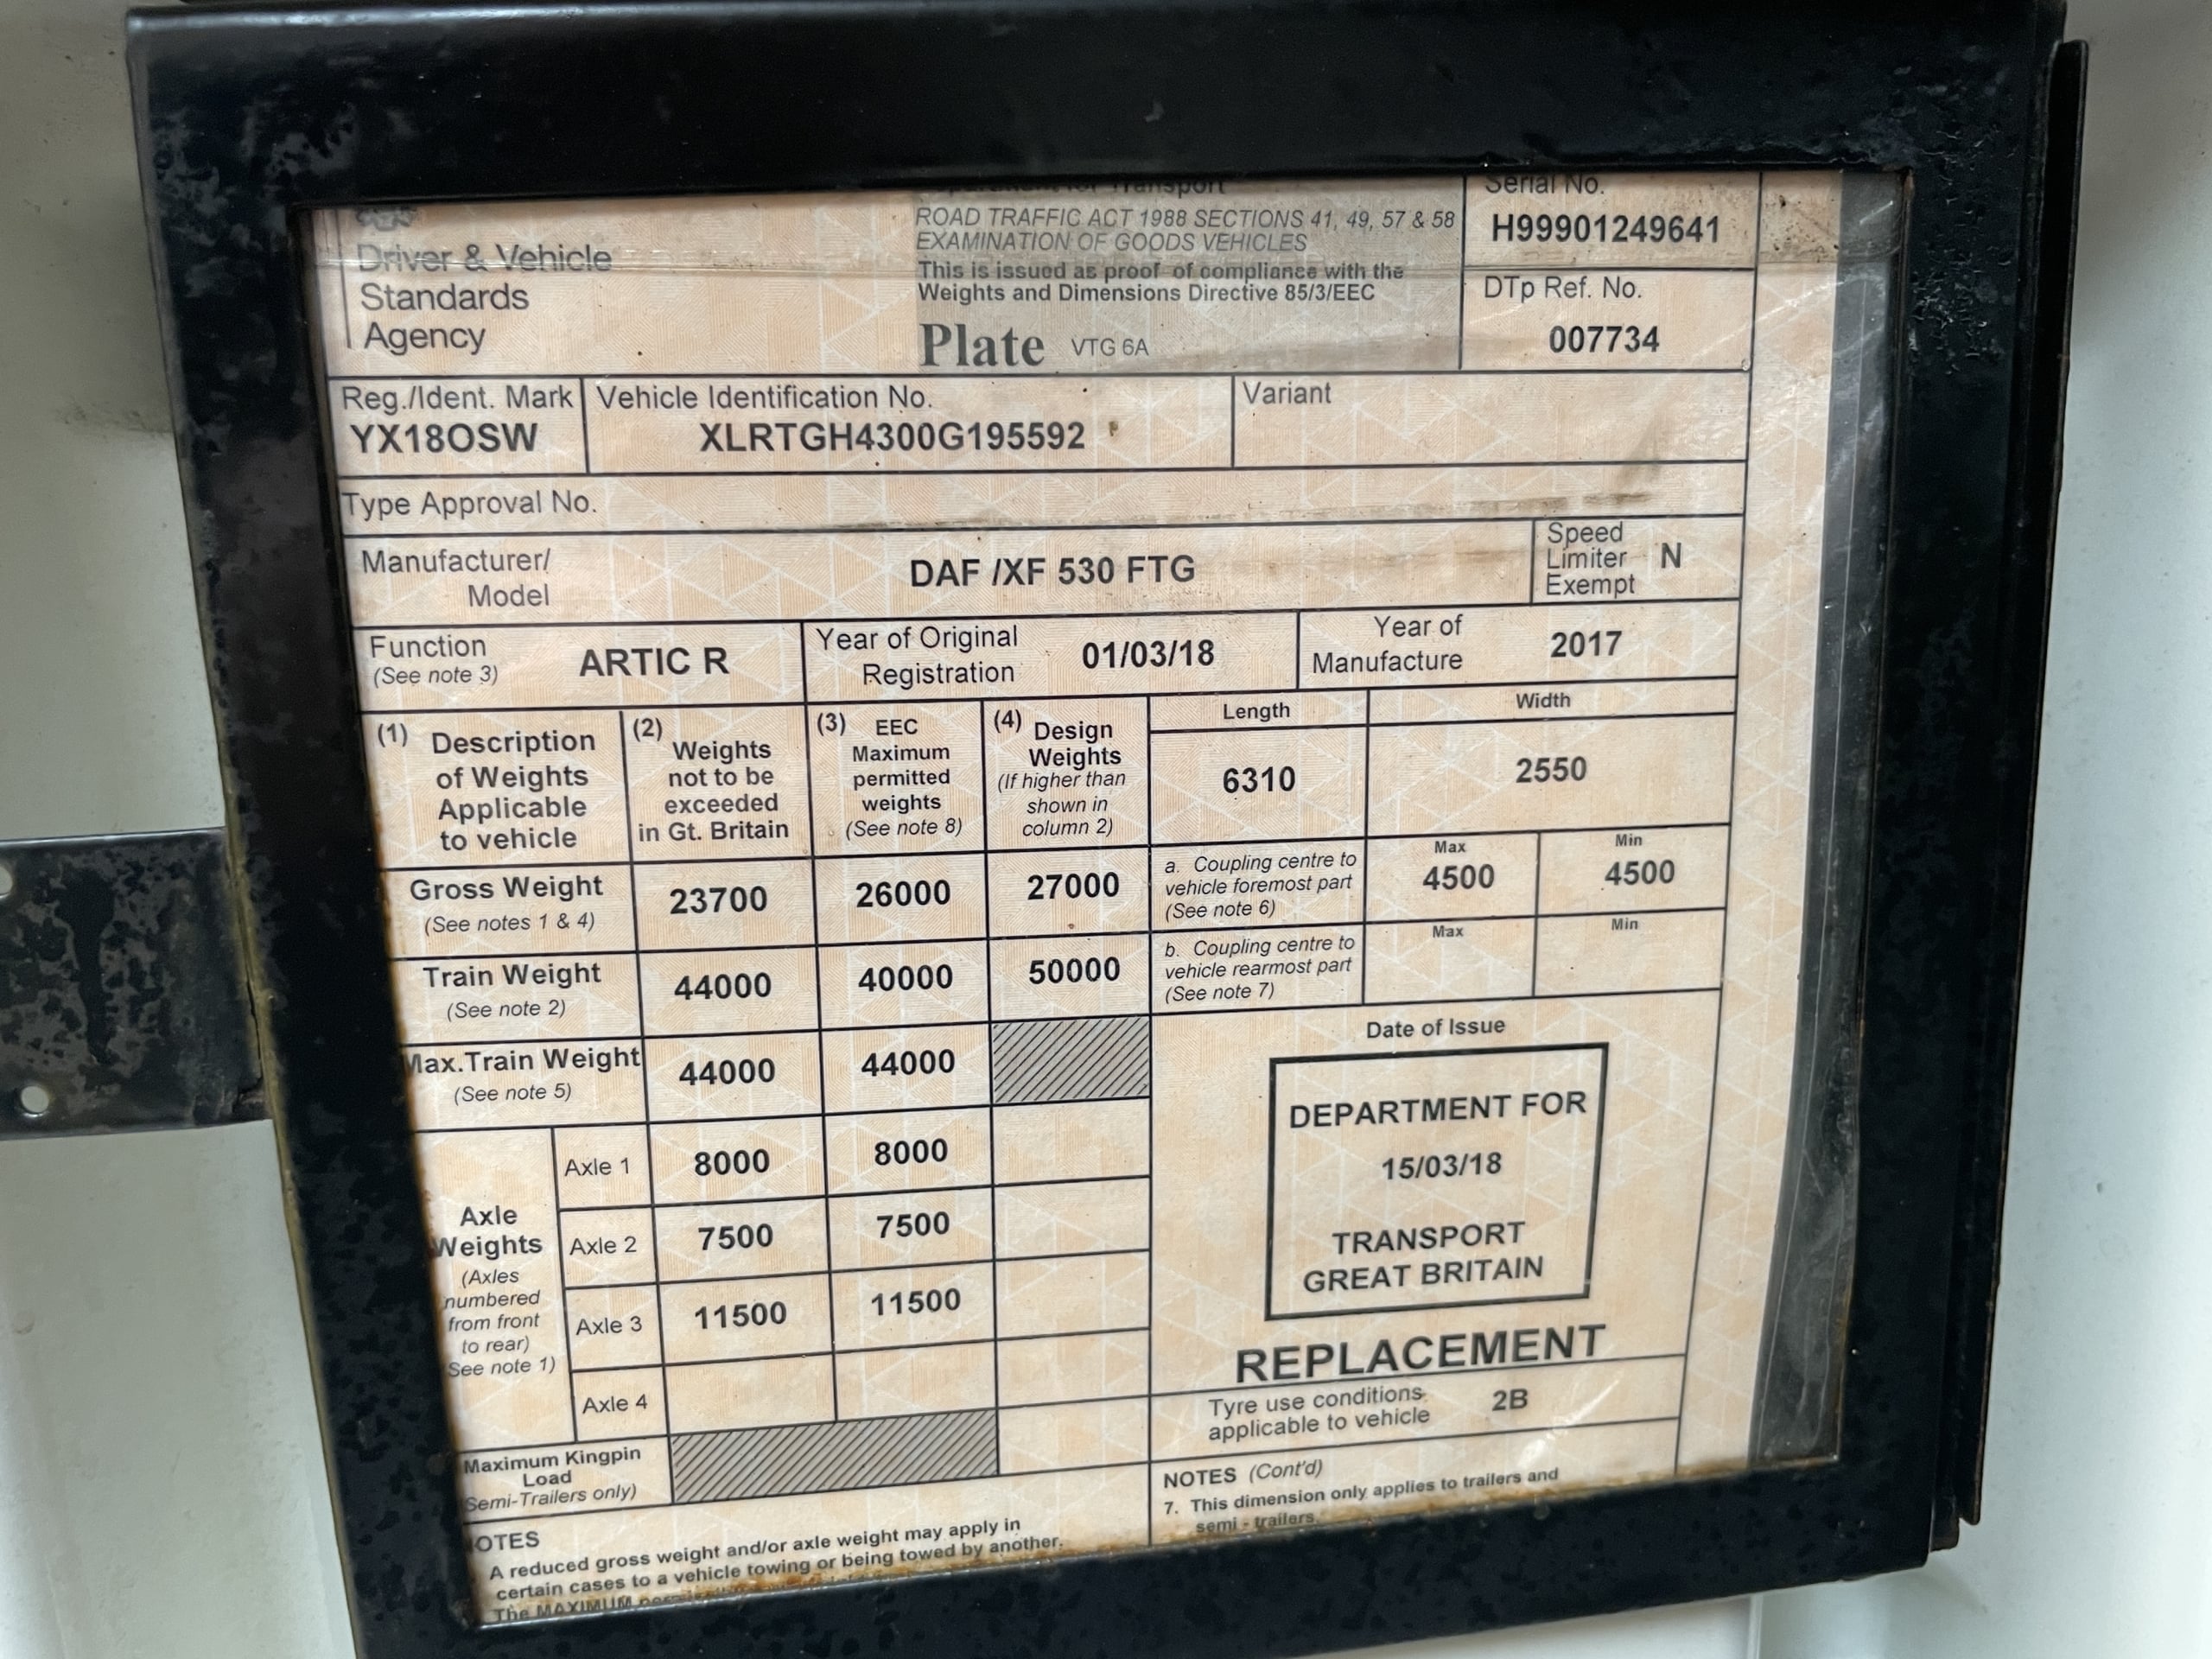 Department for Transport
ROAD TRAFFIC ACT 1988 SECTIONS 41, 49, 57 & 58
EXAMINATION OF GOODS VEHICLES
This is issued as proof of compliance with the
Weights and Dimensions Directive 85/3/EEC
Plate VTG 6A
Driver & Vehicle
Standards
Agency
Serial No.
H99901249641
DTp Ref. No.
007734
Reg./Ident. Mark
YX18OSW
Vehicle Identification No.
XLRTGH4300G195592
Variant
Type Approval No.
Manufacturer/
Model
DAF /XF 530 FTG
Speed
Limiter
Exempt
N
Function
(See note 3)
ARTIC R
Year of Original
Registration
01/03/18
Year of
Manufacture
2017
(1) Description
of Weights
Applicable
to vehicle
(2) Weights
not to be
exceeded
in Gt. Britain
(3) EEC
Maximum
permitted
weights
(See note 8)
(4) Design
Weights
(If higher than
shown in
column 2)
Length
6310
Width
2550
Gross Weight
(See notes 1 & 4)
23700
26000
27000
a. Coupling centre to
vehicle foremost part
(See note 6)
Max
4500
Min
4500
Train Weight
(See note 2)
44000
40000
50000
b. Coupling centre to
vehicle rearmost part
(See note 7)
Max
Min
Max.Train Weight
(See note 5)
44000
44000
Axle
Weights
(Axles
numbered
from front
to rear)
See note 1)
Axle 1
8000
8000
Axle 2
7500
7500
Axle 3
11500
11500
Axle 4
Maximum Kingpin
Load
Semi-Trailers only)
Date of Issue
DEPARTMENT FOR
15/03/18
TRANSPORT
GREAT BRITAIN
REPLACEMENT
Tyre use conditions
applicable to vehicle
2B
OTES
A reduced gross weight and/or axle weight may apply in
certain cases to a vehicle towing or being towed by another.
The MAXIMUM
NOTES (Cont'd)
7. This dimension only applies to trailers and
semi - trailers.